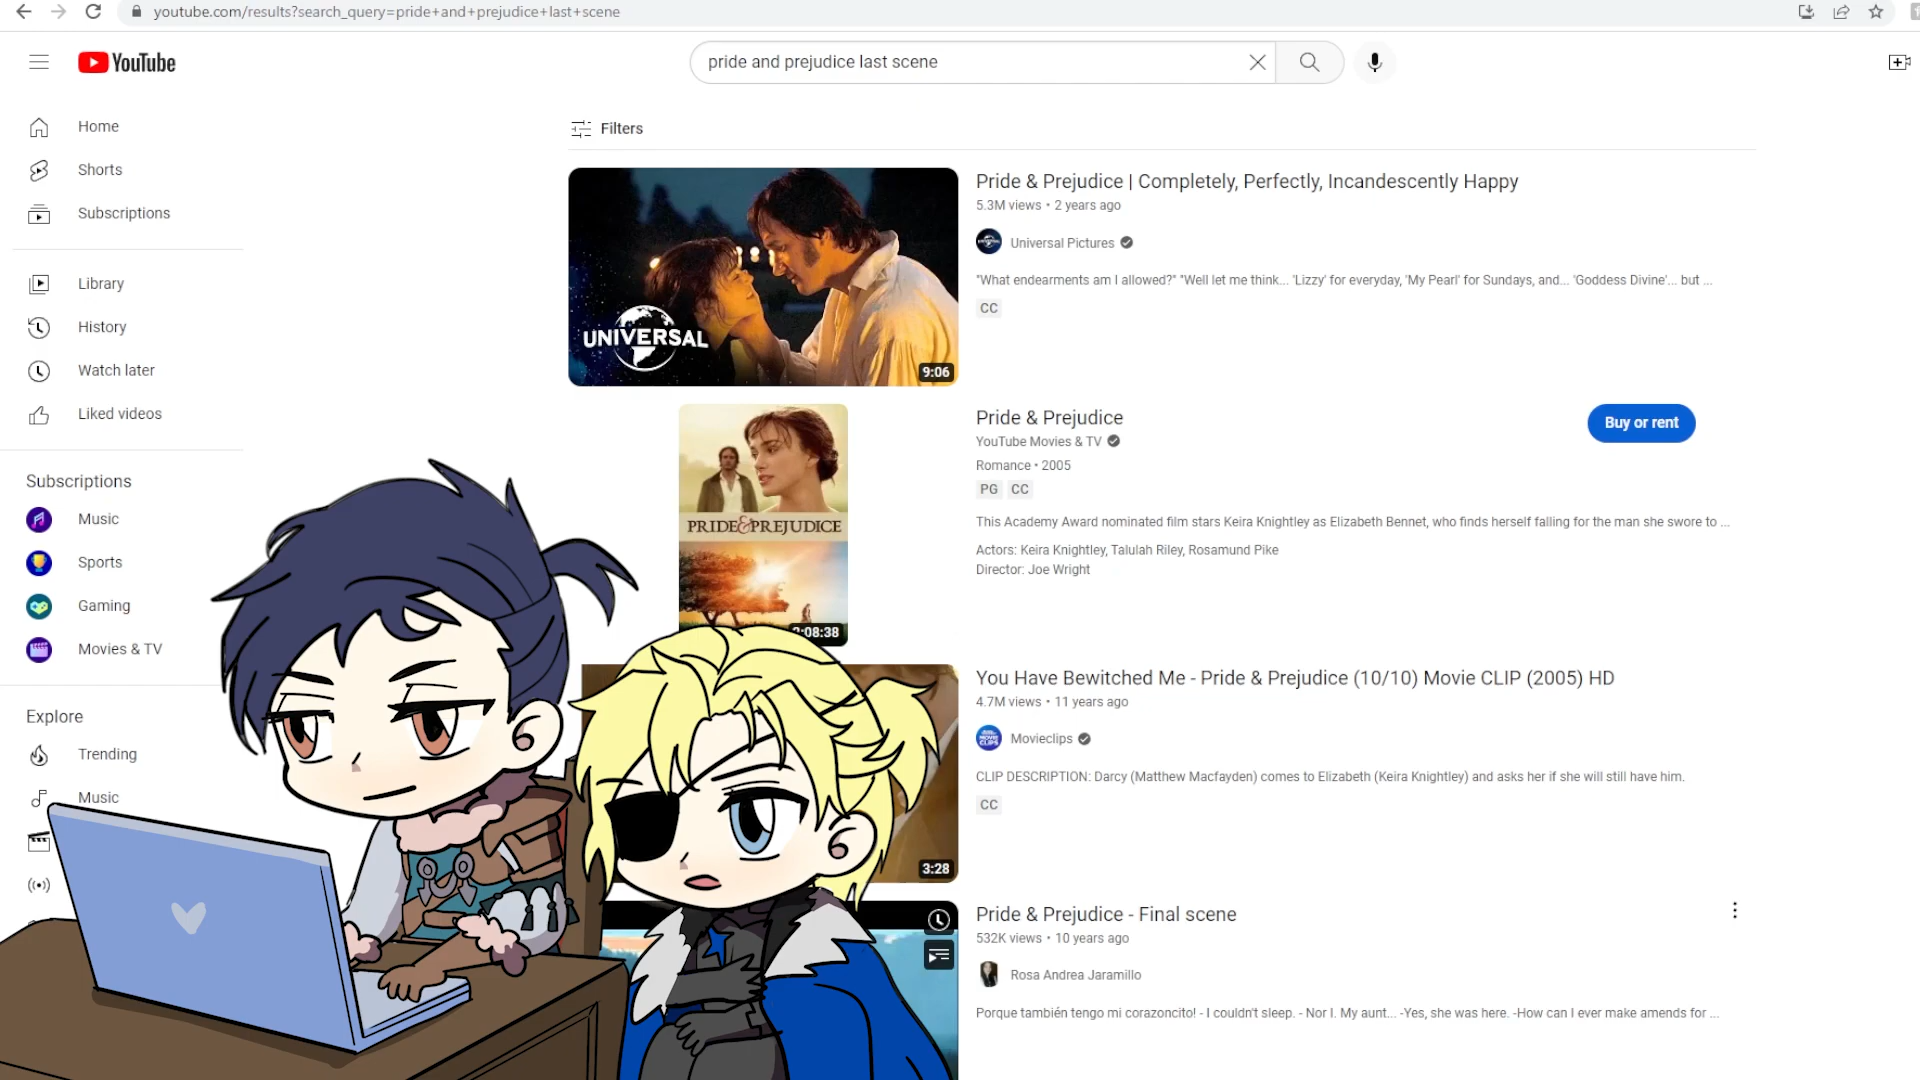 youtube.com/results?search_query=pride+and+prejudice+last+scene
YouTube
pride and prejudice last scene
Home
Shorts
Subscriptions
Library
History
Watch later
Liked videos
Subscriptions
Music
Sports
Gaming
Movies & TV
Explore
Trending
Music
Filters
UNIVERSAL
9:06
Pride & Prejudice | Completely, Perfectly, Incandescently Happy
5.3M views • 2 years ago
Universal Pictures
"What endearments am I allowed?" "Well let me think... 'Lizzy' for everyday, 'My Pearl' for Sundays, and... 'Goddess Divine'... but ...
CC
PRIDE & PREJUDICE
2:08:38
Pride & Prejudice
Buy or rent
YouTube Movies & TV
Romance • 2005
PG CC
This Academy Award nominated film stars Keira Knightley as Elizabeth Bennet, who finds herself falling for the man she swore to ...
Actors: Keira Knightley, Talulah Riley, Rosamund Pike
Director: Joe Wright
3:28
You Have Bewitched Me - Pride & Prejudice (10/10) Movie CLIP (2005) HD
4.7M views • 11 years ago
MOVIE CLIPS
Movieclips
CLIP DESCRIPTION: Darcy (Matthew Macfayden) comes to Elizabeth (Keira Knightley) and asks her if she will still have him.
CC
Pride & Prejudice - Final scene
532K views • 10 years ago
Rosa Andrea Jaramillo
Porque también tengo mi corazoncito! - I couldn't sleep. - Nor I. My aunt... -Yes, she was here. -How can I ever make amends for ...